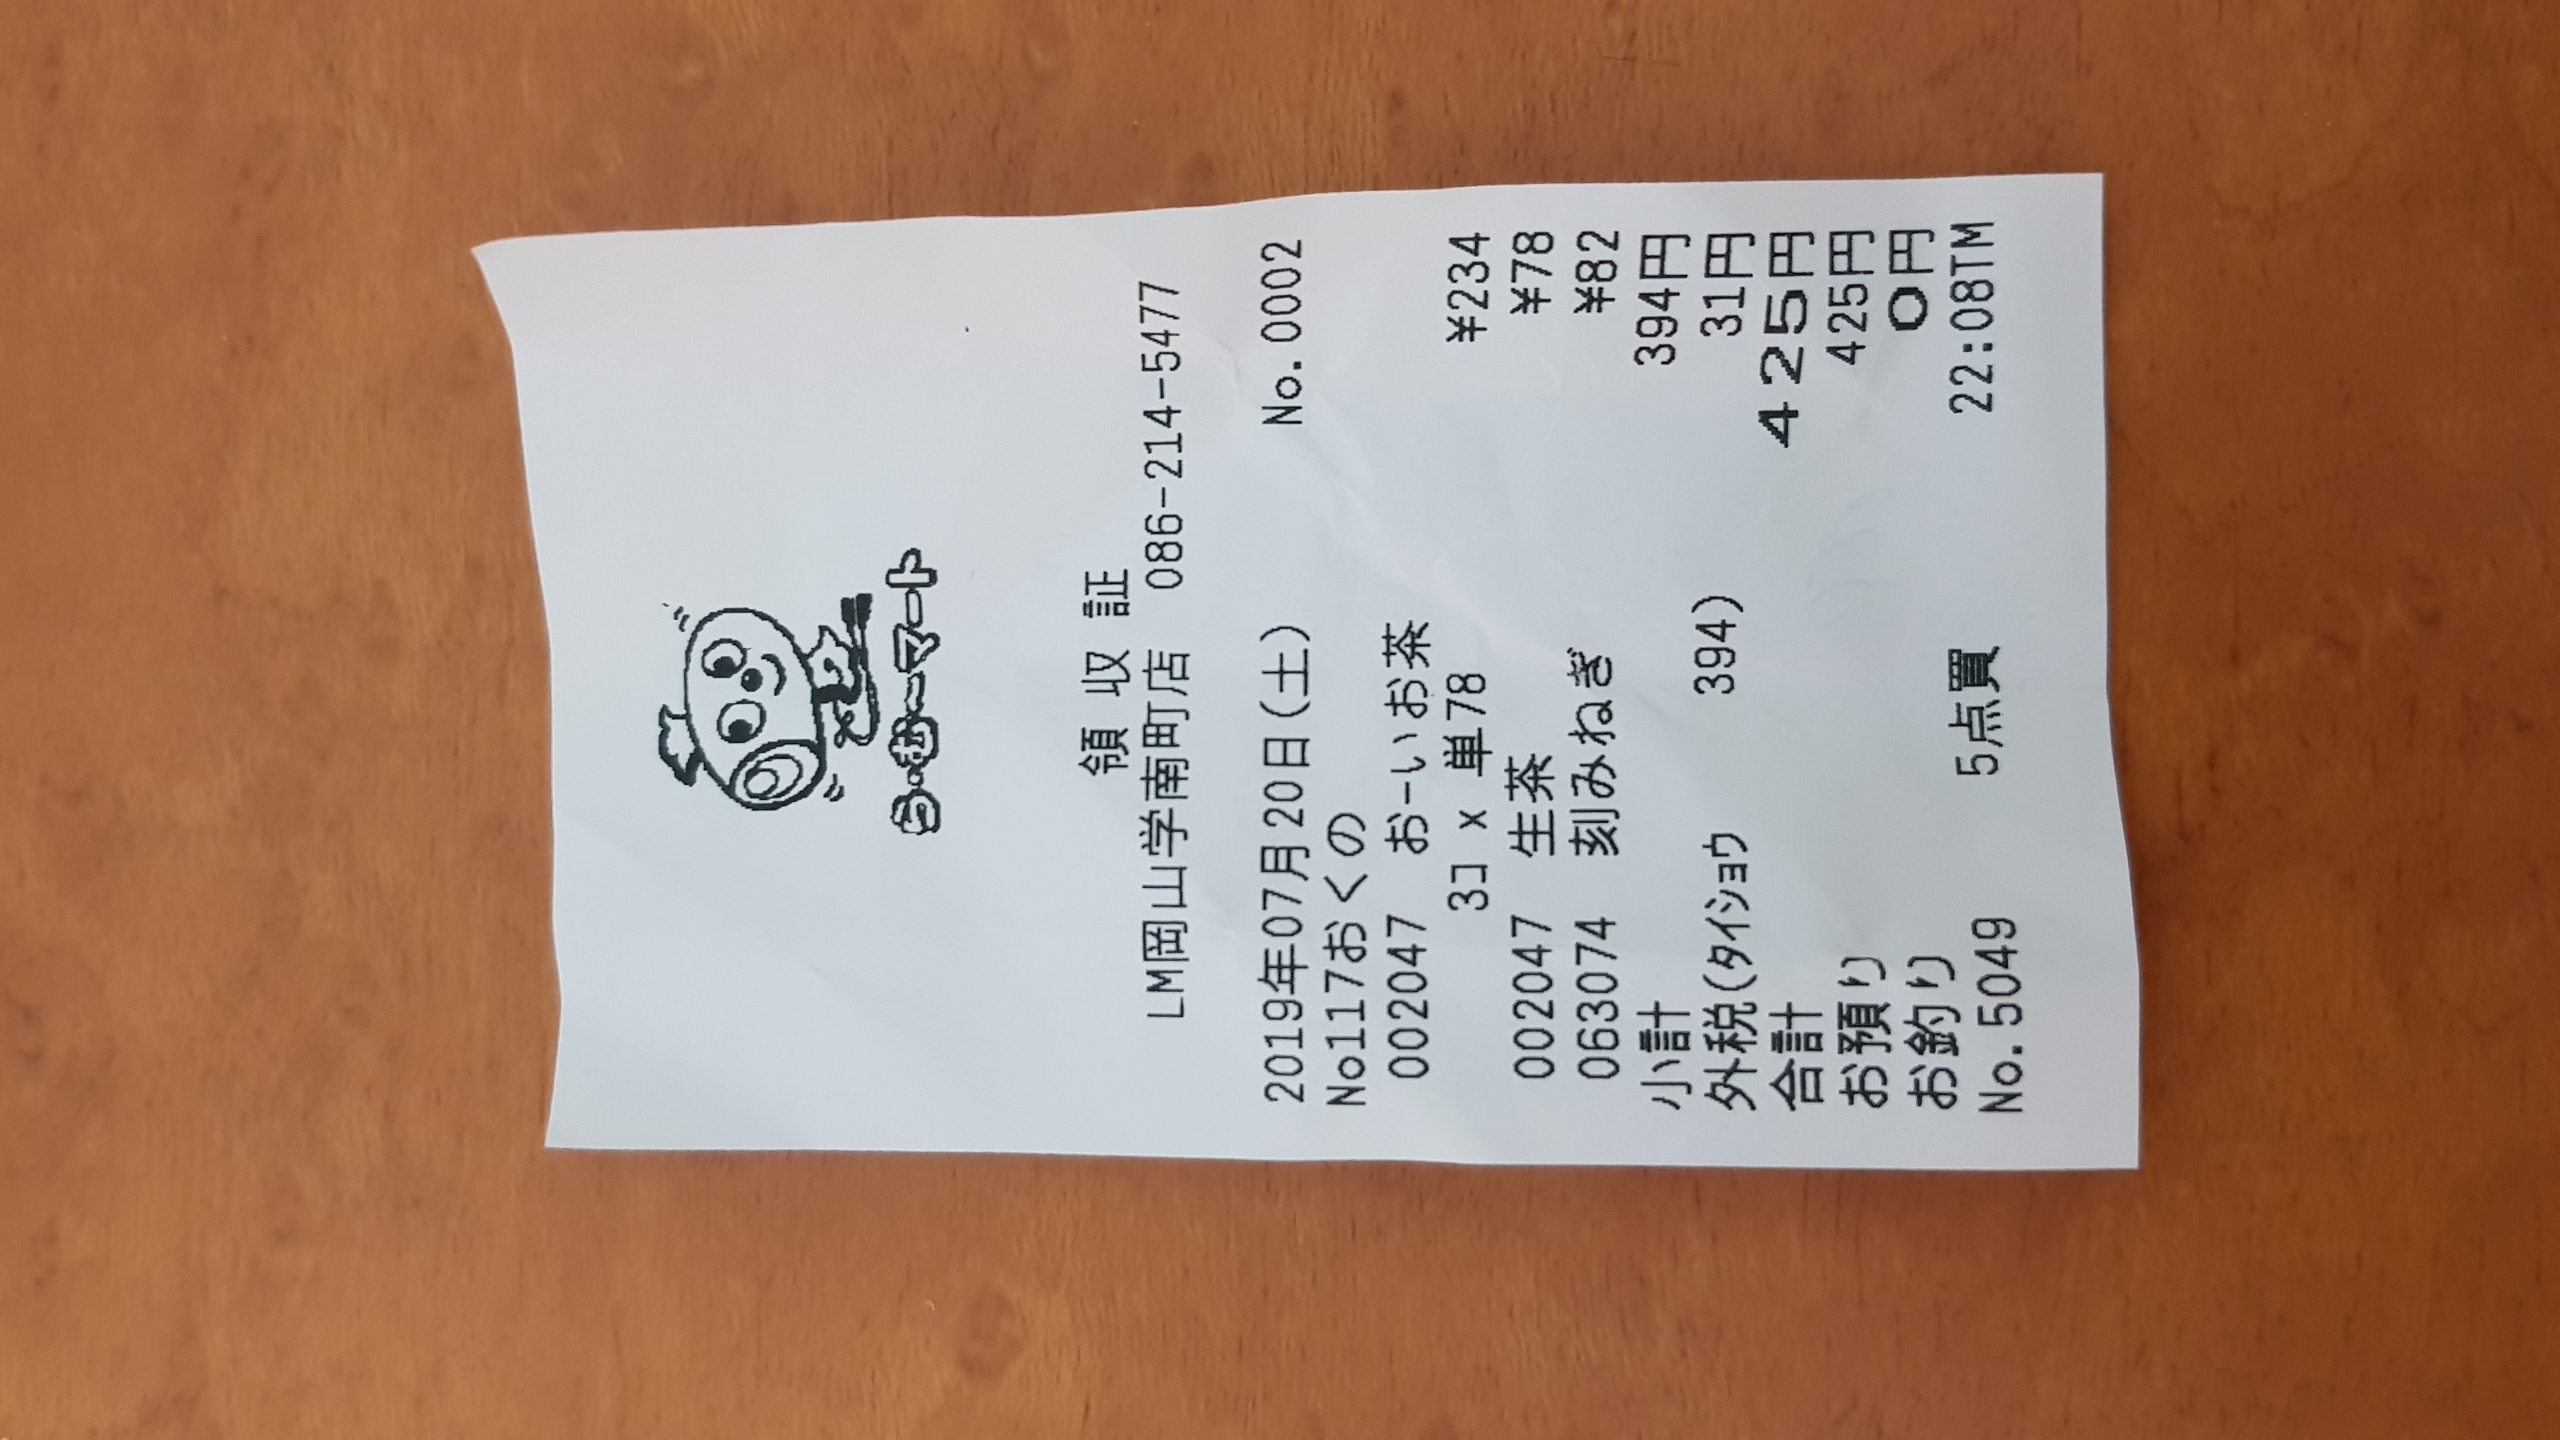 ら・む〜マート
領収証
LM岡山学南町店 086-214-5477
2019年07月20日(土) No.0002
No117おくの
002047 おーいお茶
3コ x 単78 ¥234
002047 生茶 ¥78
063074 刻みねぎ ¥82
小計 394円
外税(タイショウ 394) 31円
合計 425円
お預り 425円
お釣り 0円
No.5049 5点買 22:08TM